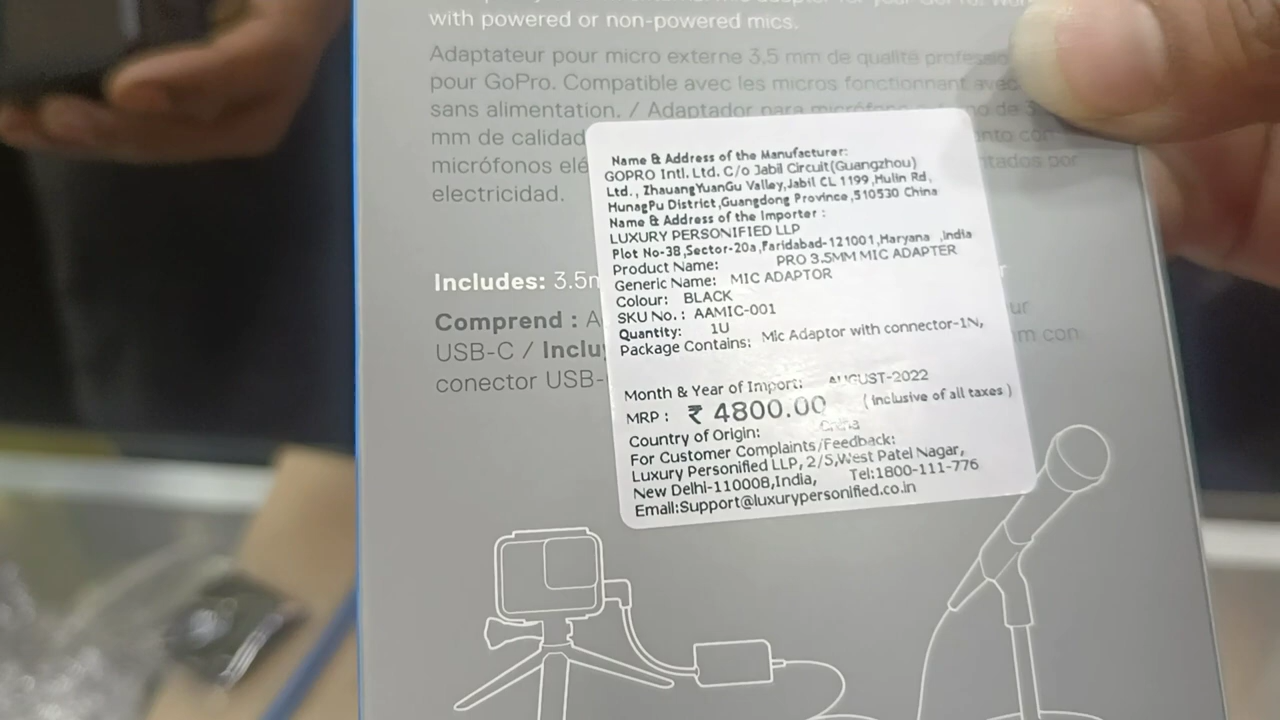 with powered or non-powered mics.
Adaptateur pour micro externe 3,5 mm de qualité
pour GoPro. Compatible avec les micros fonctionnant avec
sans alimentation. / Adaptador para
mm de calidad
micrófonos
electricidad.
Includes:
Comprend :
USB-C /
conector
Name & Address of the Manufacturer:
GOPRO Intl. Ltd. C/o Jabil Circuit(Guangzhou)
Ltd., ZhauangYuanGu Valley,Jabil CL 1199,Hulin Rd,
HunagPu District,Guangdong Province,510530 China
Name & Address of the Importer :
LUXURY PERSONIFIED LLP
Plot No-38,Sector-20a,Faridabad-121001,Haryana ,India
Product Name: PRO 3.5MM MIC ADAPTER
Generic Name: MIC ADAPTOR
Colour: BLACK
SKU No.: AAMIC-001
Quantity: 1U
Package Contains: Mic Adaptor with connector-1N,
Month & Year of Import: AUGUST-2022
MRP : ₹ 4800.00 (inclusive of all taxes)
Country of Origin: China
For Customer Complaints/Feedback:
Luxury Personified LLP, 2/5,West Patel Nagar,
New Delhi-110008,India, Tel:1800-111-776
Email:Support@luxurypersonified.co.in